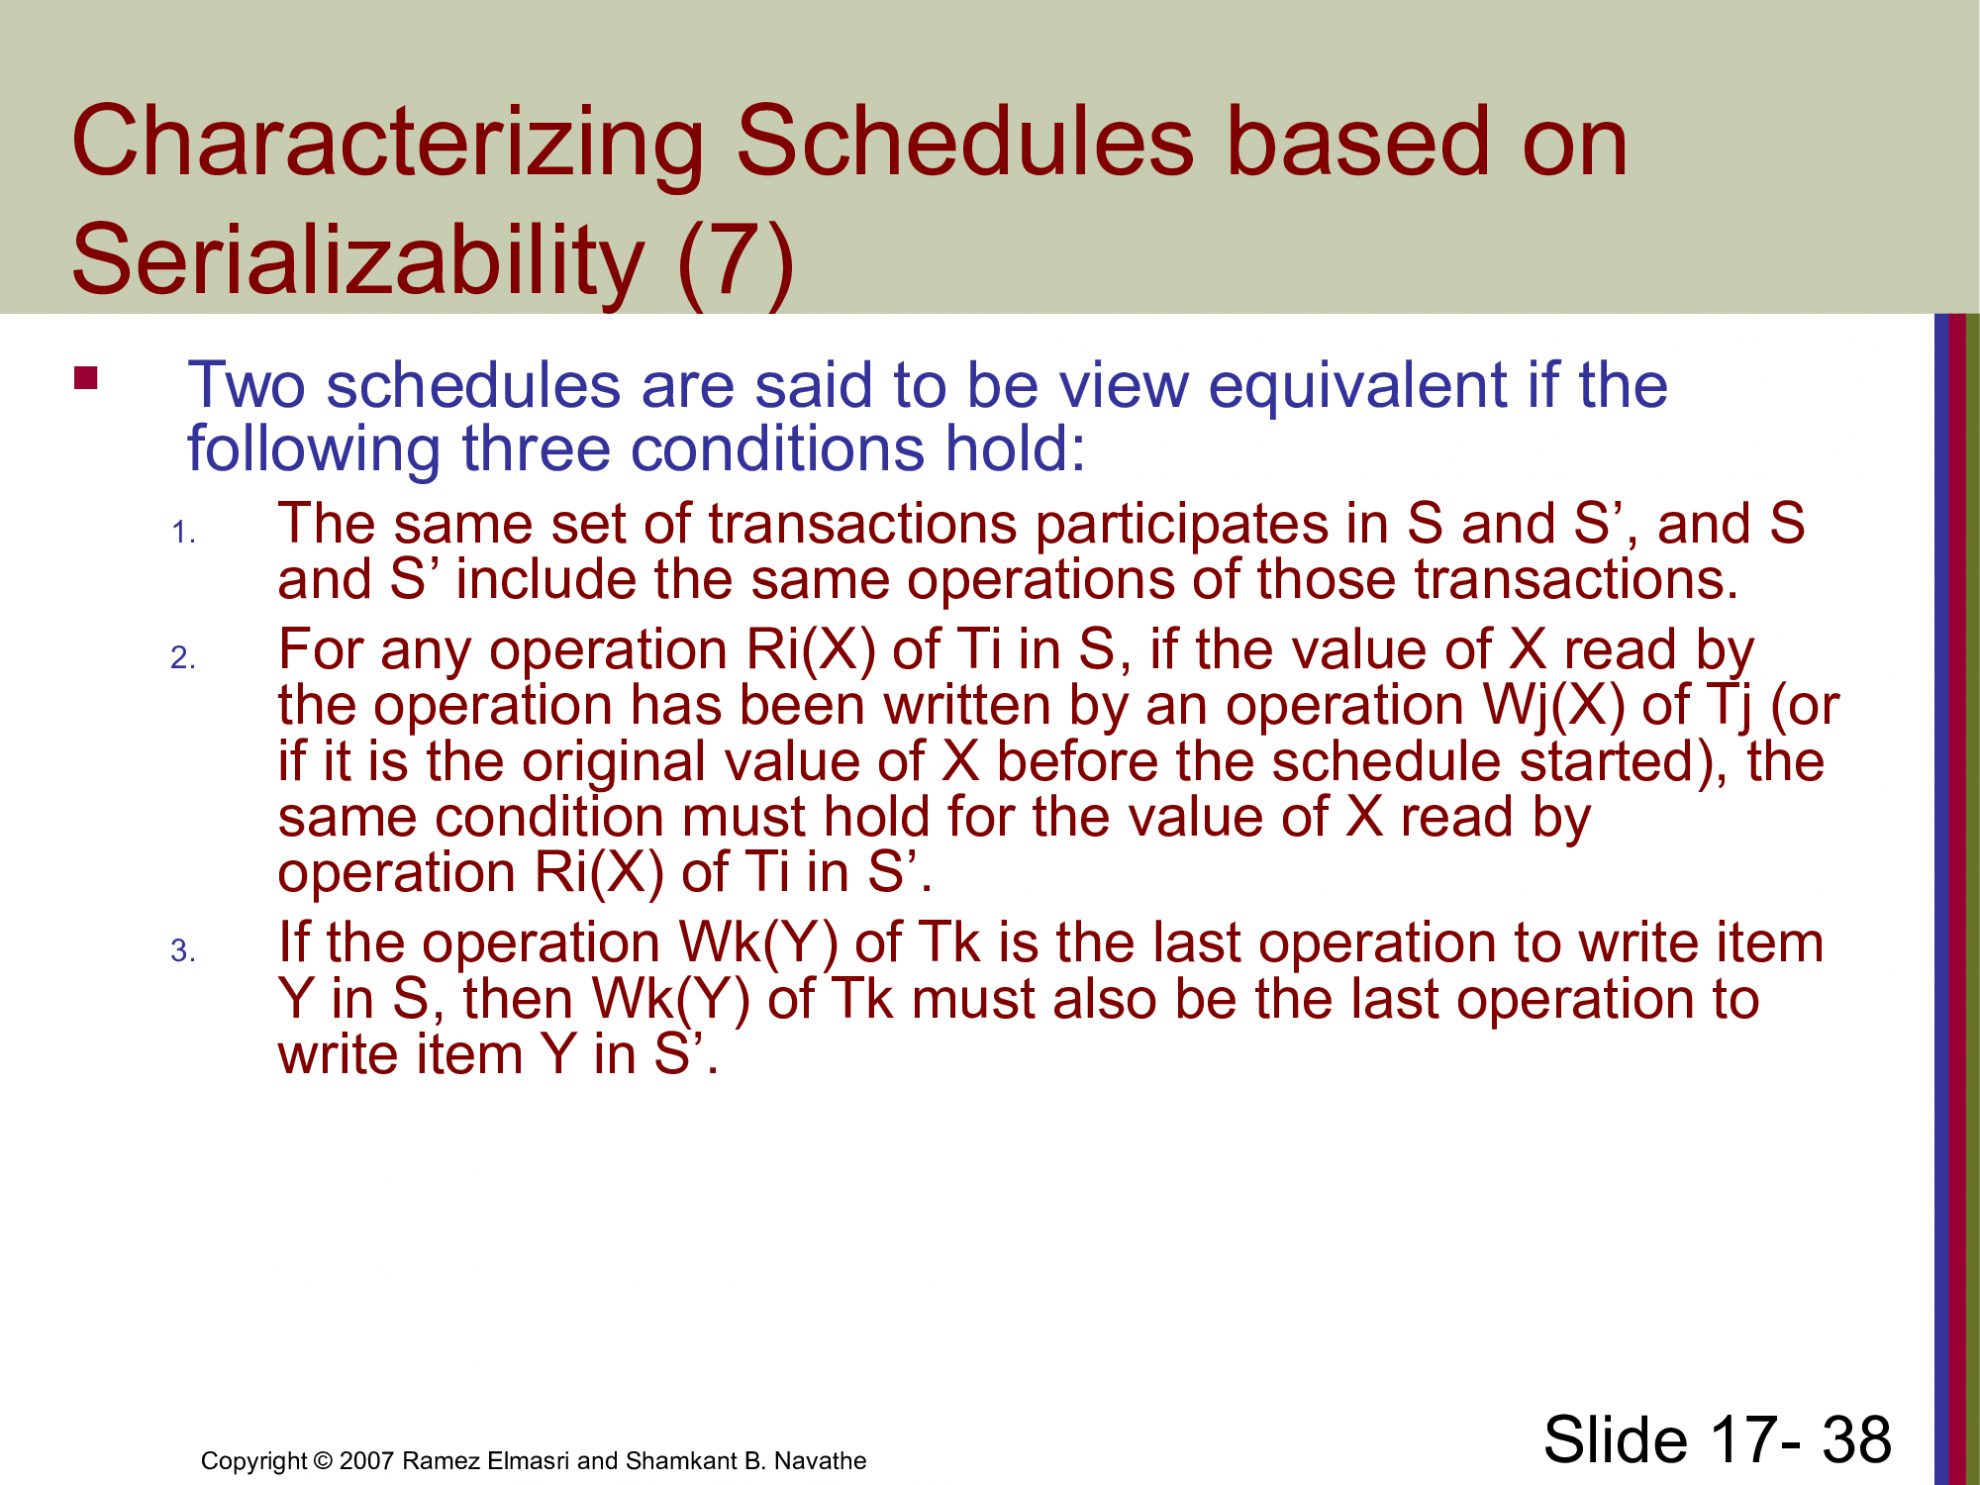 Characterizing Schedules based on
Serializability (7)
Two schedules are said to be view equivalent if the
following three conditions hold:
1. The same set of transactions participates in S and S’, and S
and S’ include the same operations of those transactions.
2. For any operation Ri(X) of Ti in S, if the value of X read by
the operation has been written by an operation Wj(X) of Tj (or
if it is the original value of X before the schedule started), the
same condition must hold for the value of X read by
operation Ri(X) of Ti in S’.
3. If the operation Wk(Y) of Tk is the last operation to write item
Y in S, then Wk(Y) of Tk must also be the last operation to
write item Y in S’.
Copyright © 2007 Ramez Elmasri and Shamkant B. Navathe
Slide 17- 38